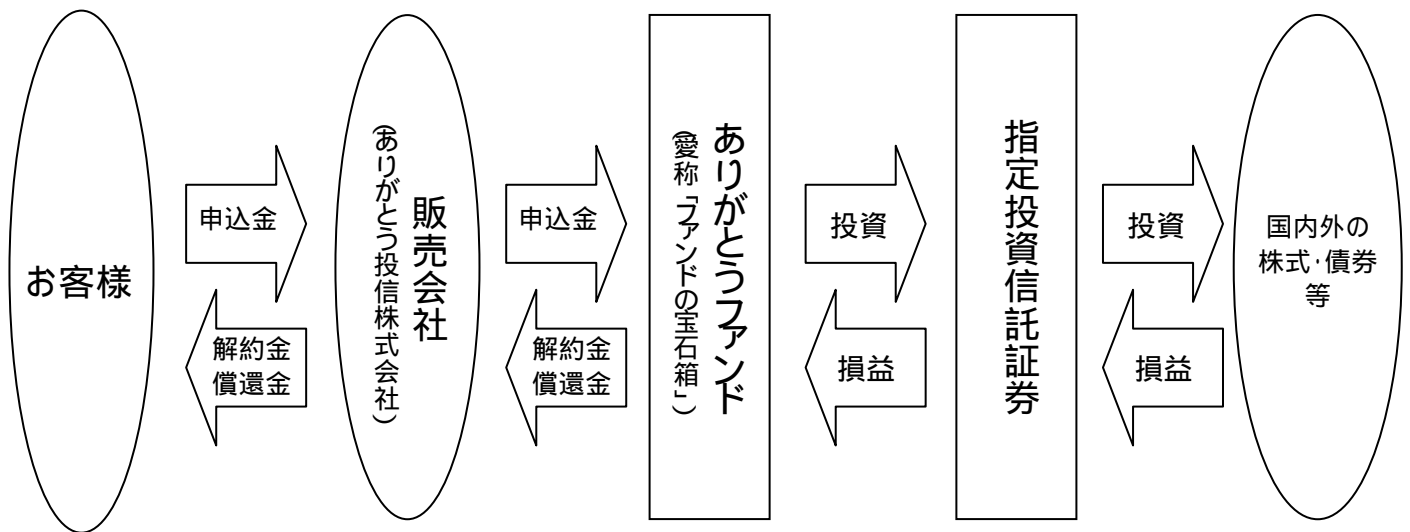 お客様
申込金
解約金
償還金
販売会社
(ありがとう投信株式会社)
申込金
解約金
償還金
ありがとうファンド
(愛称「ファンドの宝石箱」)
投資
損益
指定投資信託証券
投資
損益
国内外の
株式・債券
等